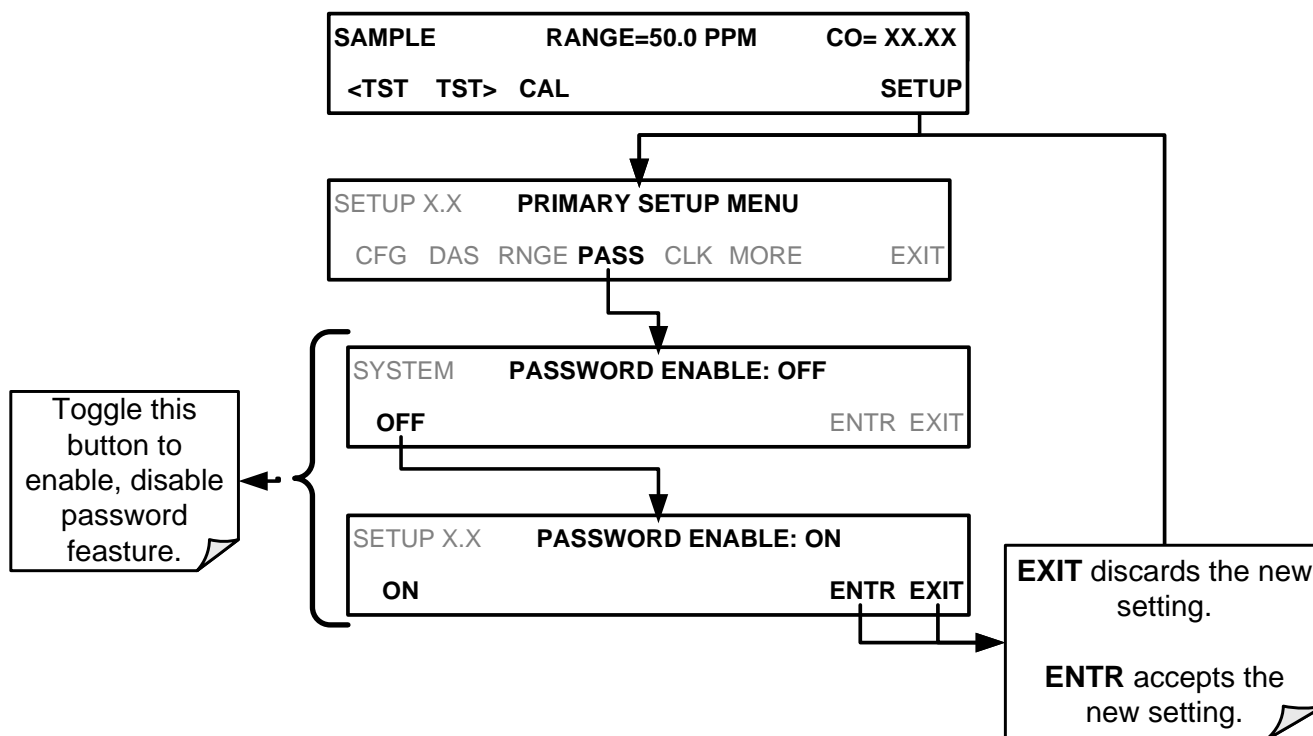 SAMPLE RANGE=50.0 PPM CO= XX.XX
<TST TST> CAL SETUP
SETUP X.X PRIMARY SETUP MENU
CFG DAS RNGE PASS CLK MORE EXIT
SYSTEM PASSWORD ENABLE: OFF
OFF ENTR EXIT
Toggle this
button to
enable, disable
password
feasture.
SETUP X.X PASSWORD ENABLE: ON
ON ENTR EXIT
EXIT discards the new
setting.
ENTR accepts the
new setting.